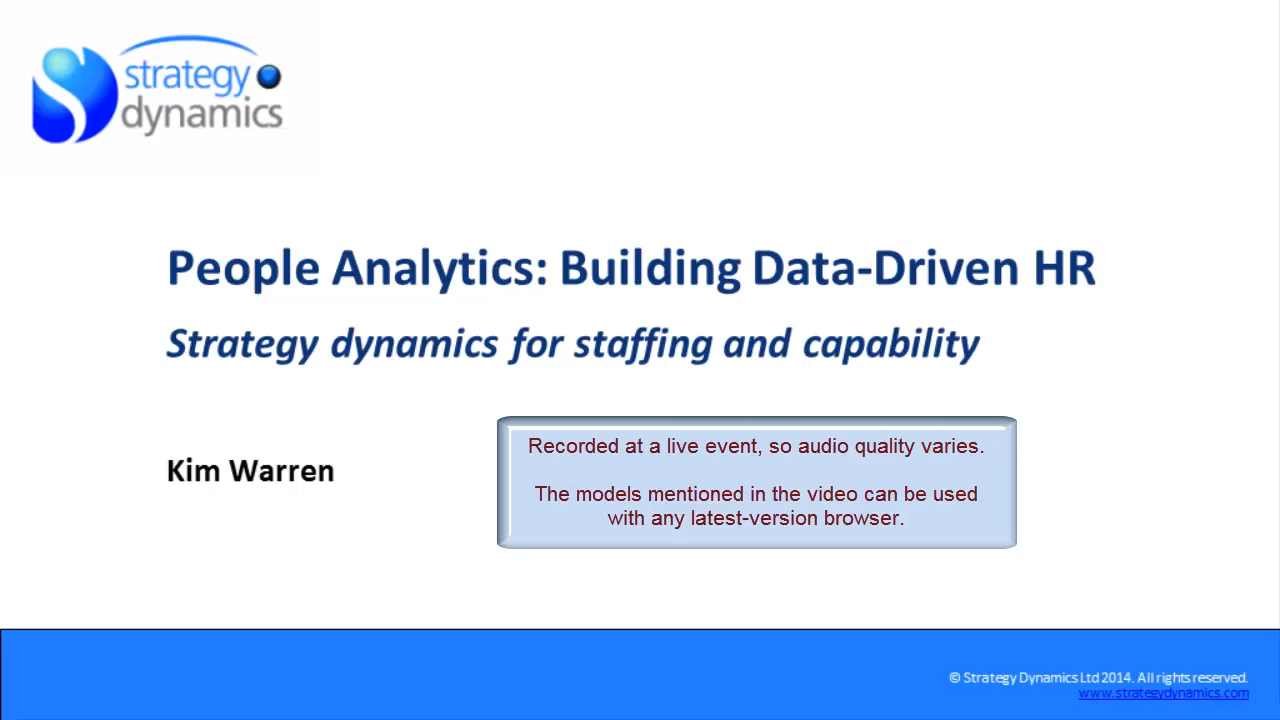 strategy
dynamics
People Analytics: Building Data-Driven HR
Strategy dynamics for staffing and capability
Kim Warren
Recorded at a live event, so audio quality varies.
The models mentioned in the video can be used
with any latest-version browser.
© Strategy Dynamics Ltd 2014. All rights reserved.
www.strategydynamics.com